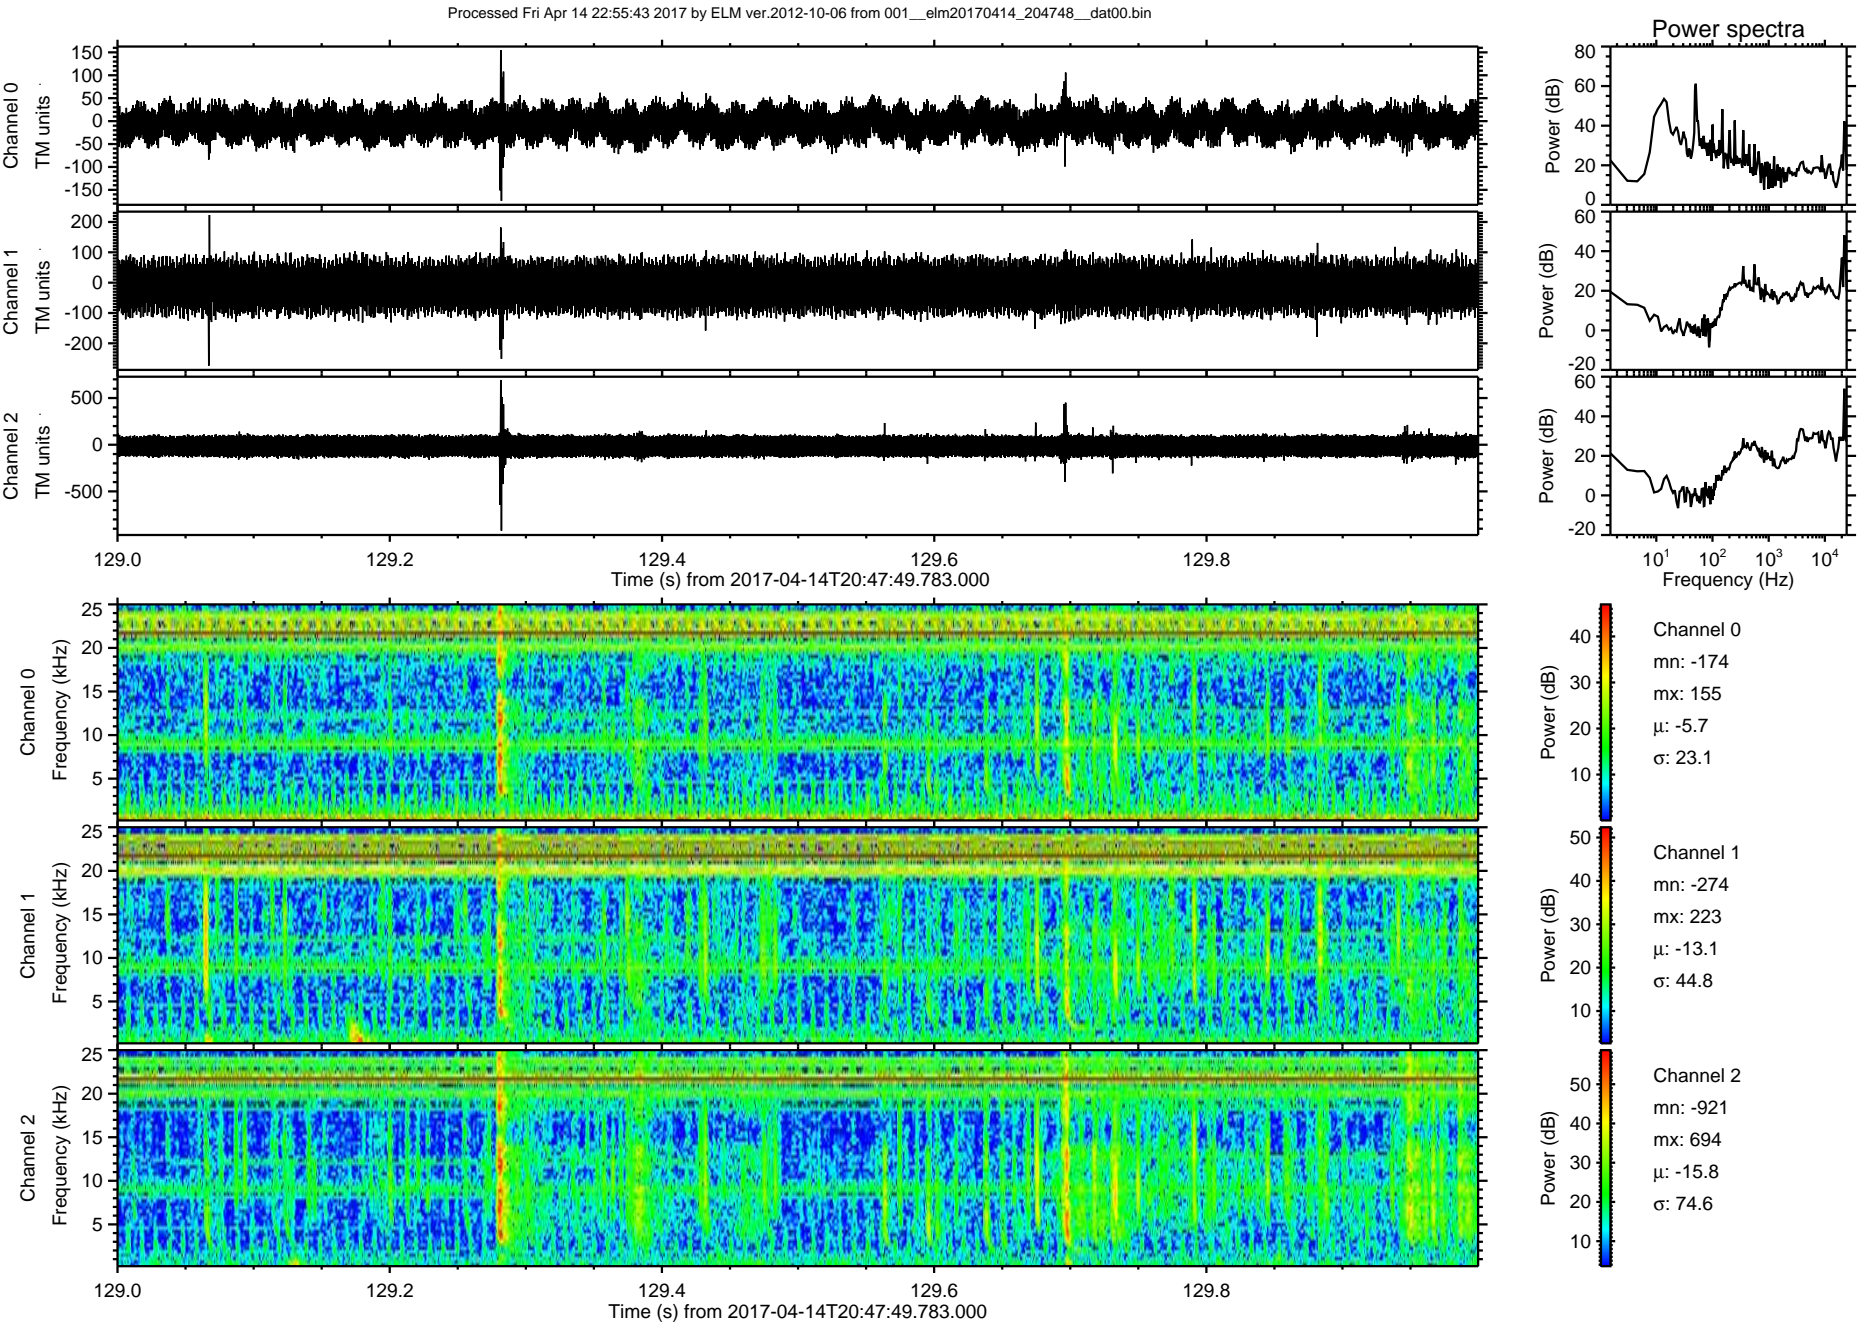 Processed Fri Apr 14 22:55:43 2017 by ELM ver.2012-10-06 from 001__elm20170414_204748__dat00.bin
Power spectra
Channel 0
TM units
150
100
50
0
-50
-100
-150
Power (dB)
80
60
40
20
0
Channel 1
TM units
200
100
0
-100
-200
Power (dB)
60
40
20
0
-20
Channel 2
TM units
500
0
-500
Power (dB)
60
40
20
0
-20
129.0 129.2 129.4 129.6 129.8
Time (s) from 2017-04-14T20:47:49.783.000
10¹ 10² 10³ 10⁴
Frequency (Hz)
Channel 0
Frequency (kHz)
25
20
15
10
5
Power (dB)
40
30
20
10
Channel 0
mn: -174
mx: 155
µ: -5.7
σ: 23.1
Channel 1
Frequency (kHz)
25
20
15
10
5
Power (dB)
50
40
30
20
10
Channel 1
mn: -274
mx: 223
µ: -13.1
σ: 44.8
Channel 2
Frequency (kHz)
25
20
15
10
5
Power (dB)
50
40
30
20
10
Channel 2
mn: -921
mx: 694
µ: -15.8
σ: 74.6
129.0 129.2 129.4 129.6 129.8
Time (s) from 2017-04-14T20:47:49.783.000